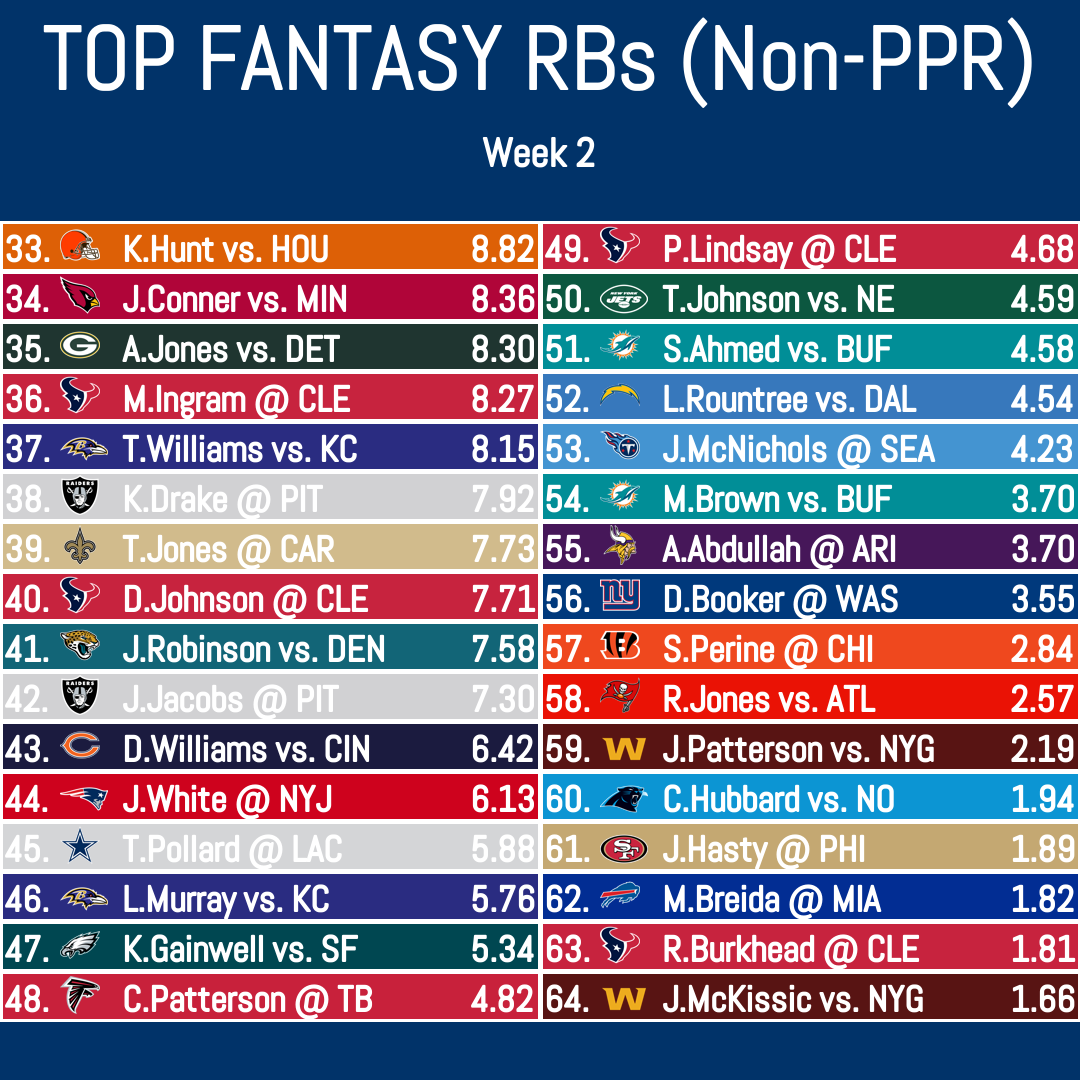 TOP FANTASY RBs (Non-PPR)
Week 2
33. K.Hunt vs. HOU 8.82
34. J.Conner vs. MIN 8.36
35. A.Jones vs. DET 8.30
36. M.Ingram @ CLE 8.27
37. T.Williams vs. KC 8.15
38. RAIDERS K.Drake @ PIT 7.92
39. T.Jones @ CAR 7.73
40. D.Johnson @ CLE 7.71
41. J.Robinson vs. DEN 7.58
42. RAIDERS J.Jacobs @ PIT 7.30
43. D.Williams vs. CIN 6.42
44. J.White @ NYJ 6.13
45. T.Pollard @ LAC 5.88
46. L.Murray vs. KC 5.76
47. K.Gainwell vs. SF 5.34
48. C.Patterson @ TB 4.82
49. P.Lindsay @ CLE 4.68
50. NEW YORK JETS T.Johnson vs. NE 4.59
51. S.Ahmed vs. BUF 4.58
52. L.Rountree vs. DAL 4.54
53. J.McNichols @ SEA 4.23
54. M.Brown vs. BUF 3.70
55. A.Abdullah @ ARI 3.70
56. ny D.Booker @ WAS 3.55
57. S.Perine @ CHI 2.84
58. R.Jones vs. ATL 2.57
59. W J.Patterson vs. NYG 2.19
60. C.Hubbard vs. NO 1.94
61. SF J.Hasty @ PHI 1.89
62. M.Breida @ MIA 1.82
63. R.Burkhead @ CLE 1.81
64. W J.McKissic vs. NYG 1.66